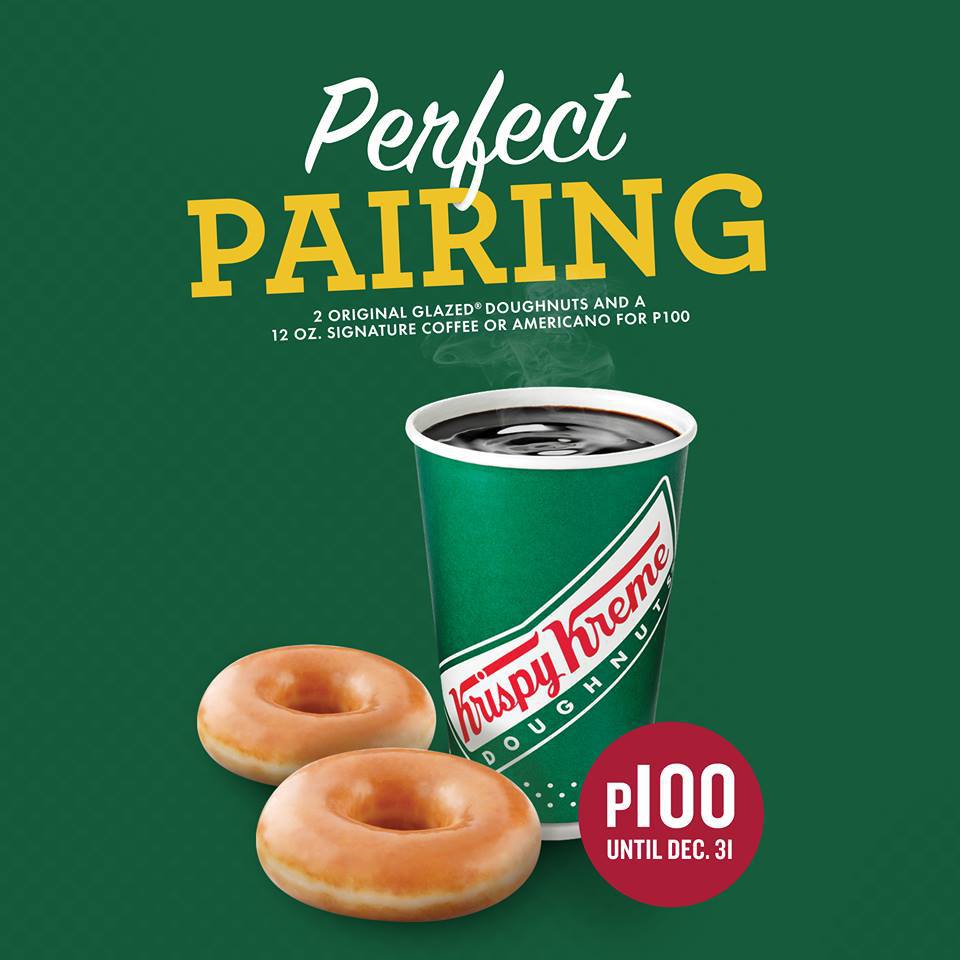 Perfect
PAIRING
2 ORIGINAL GLAZED® DOUGHNUTS AND A
12 OZ. SIGNATURE COFFEE OR AMERICANO FOR P100
Krispy Kreme
DOUGHNUTS
P100
UNTIL DEC. 31